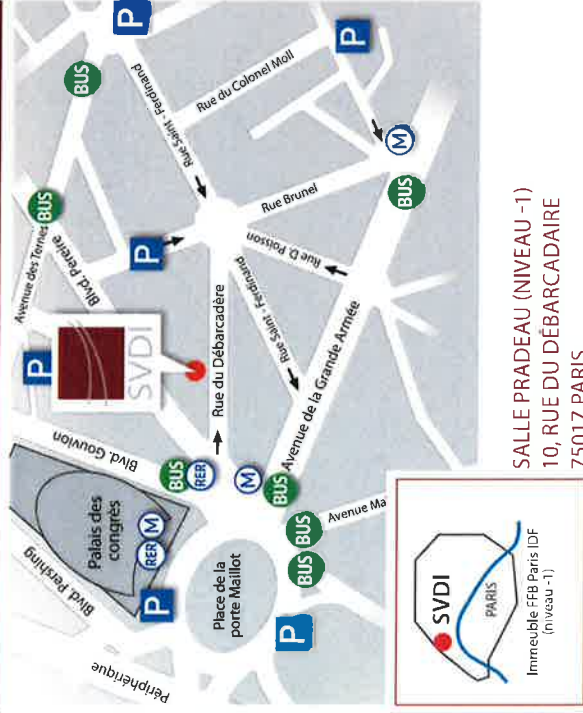 P
BUS
P
Rue du Colonel Moll
Rue Saint - Ferdinand
M
BUS
Rue Brunel
BUS
Avenue des Ternes
Blvd. Pereire
P
Rue D. Poisson
Rue Saint - Ferdinand
P
SVDI
Rue du Débarcadère
Avenue de la Grande Armée
Blvd. Gouvion
BUS
RER
M
BUS
Palais des
congrès
RER
M
Blvd. Pershing
P
Place de la
porte Maillot
BUS
BUS
Avenue Ma
P
Périphérique
SVDI
PARIS
Immeuble FFB Paris IDF
(niveau -1)
SALLE PRADEAU (NIVEAU -1)
10, RUE DU DÉBARCADAIRE
75017 PARIS